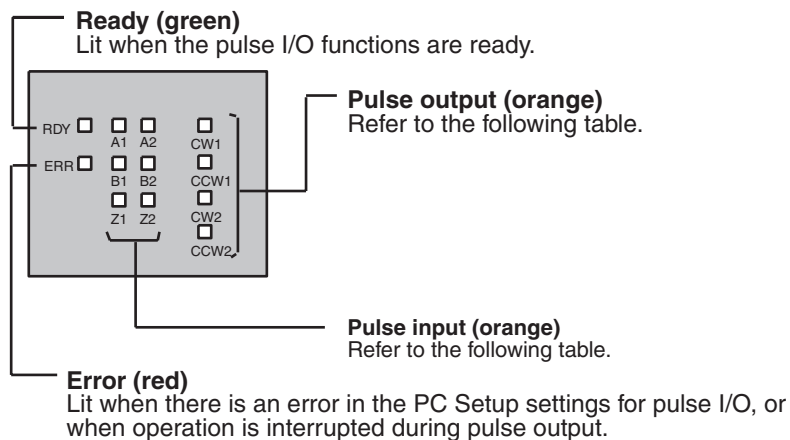 Ready (green)
Lit when the pulse I/O functions are ready.
Pulse output (orange)
Refer to the following table.
RDY
A1 A2
CW1
ERR
B1 B2
CCW1
Z1 Z2
CW2
CCW2
Pulse input (orange)
Refer to the following table.
Error (red)
Lit when there is an error in the PC Setup settings for pulse I/O, or
when operation is interrupted during pulse output.